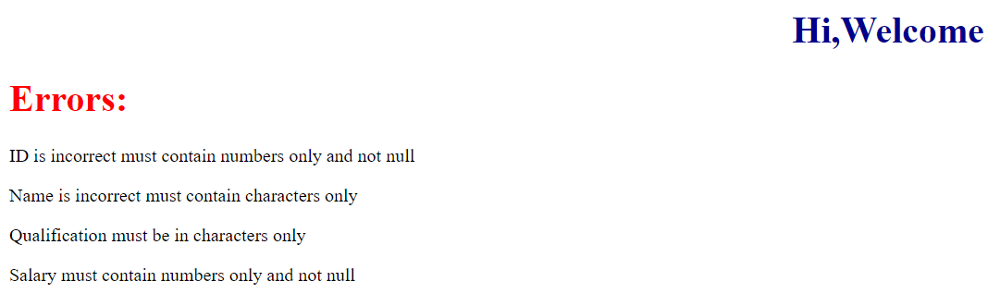 Hi,Welcome
Errors:
ID is incorrect must contain numbers only and not null
Name is incorrect must contain characters only
Qualification must be in characters only
Salary must contain numbers only and not null